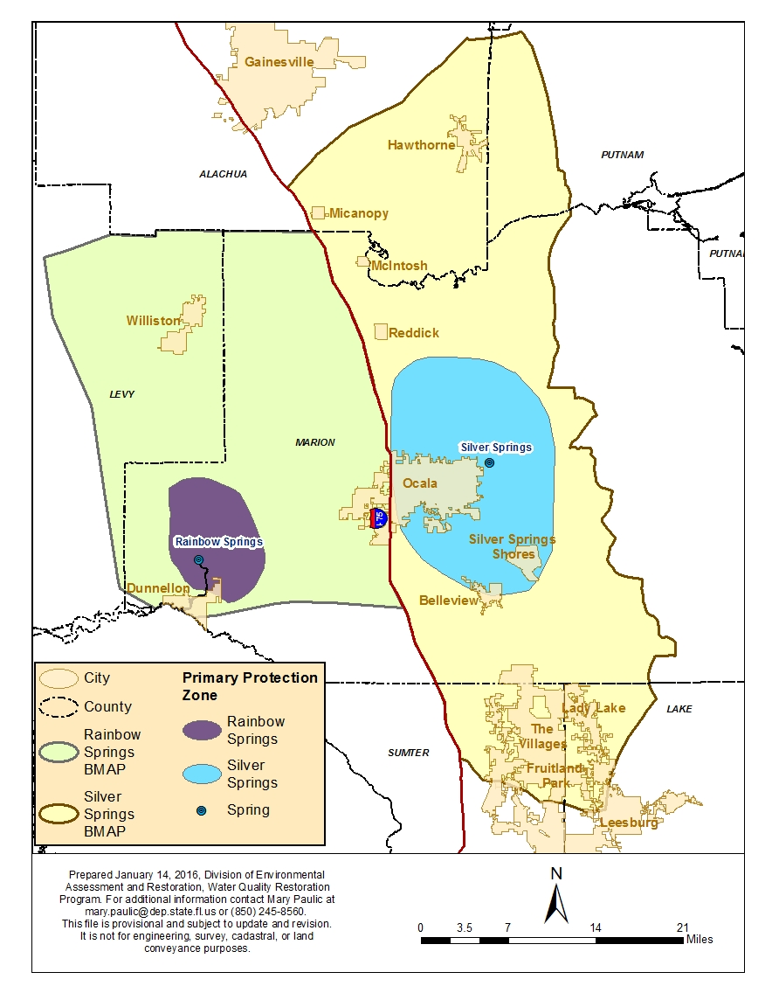 Gainesville
Hawthorne
PUTNAM
ALACHUA
Micanopy
PUTNA
McIntosh
Williston
Reddick
LEVY
MARION
Silver Springs
Ocala
75
Rainbow Springs
Silver Springs
Shores
Dunnellon
Belleview
City
County
Rainbow
Springs
BMAP
Silver
Springs
BMAP
Primary Protection
Zone
Rainbow
Springs
Silver
Springs
Spring
Lady Lake
LAKE
The
Villages
SUMTER
Fruitland
Park
Leesburg
Prepared January 14, 2016, Division of Environmental
Assessment and Restoration, Water Quality Restoration
Program. For additional information contact Mary Paulic at
mary.paulic@dep.state.fl.us or (850) 245-8560.
This file is provisional and subject to update and revision.
It is not for engineering, survey, cadastral, or land
conveyance purposes.
N
0 3.5 7 14 21
Miles